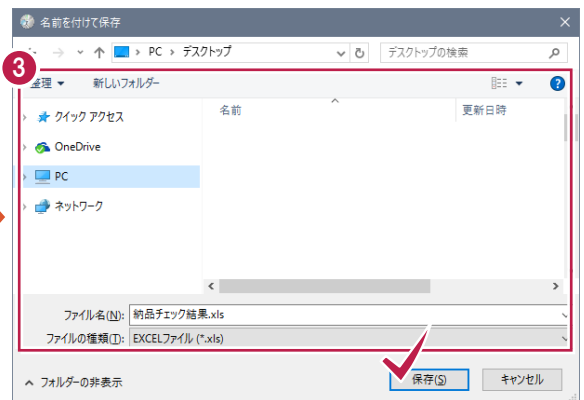 名前を付けて保存
PC › デスクトップ
デスクトップの検索
3
整理 ▼ 新しいフォルダー
名前 更新日時
クイック アクセス
OneDrive
PC
ネットワーク
ファイル名(N): 納品チェック結果.xls
ファイルの種類(T): EXCELファイル (*.xls)
フォルダーの非表示 保存(S) キャンセル